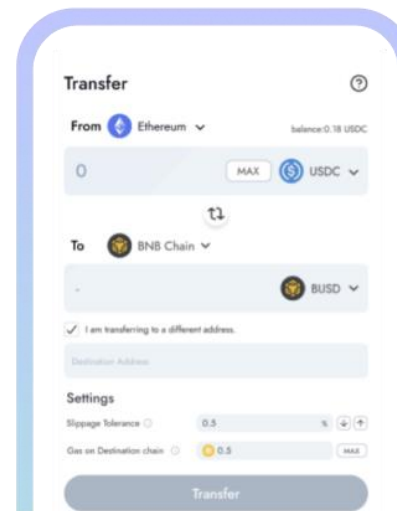 Transfer
From Ethereum balance:0.18 USDC
0 MAX USDC
To BNB Chain
- BUSD
I am transferring to a different address.
Destination Address
Settings
Slippage Tolerance 0.5 %
Gas on Destination chain 0.5 MAX
Transfer